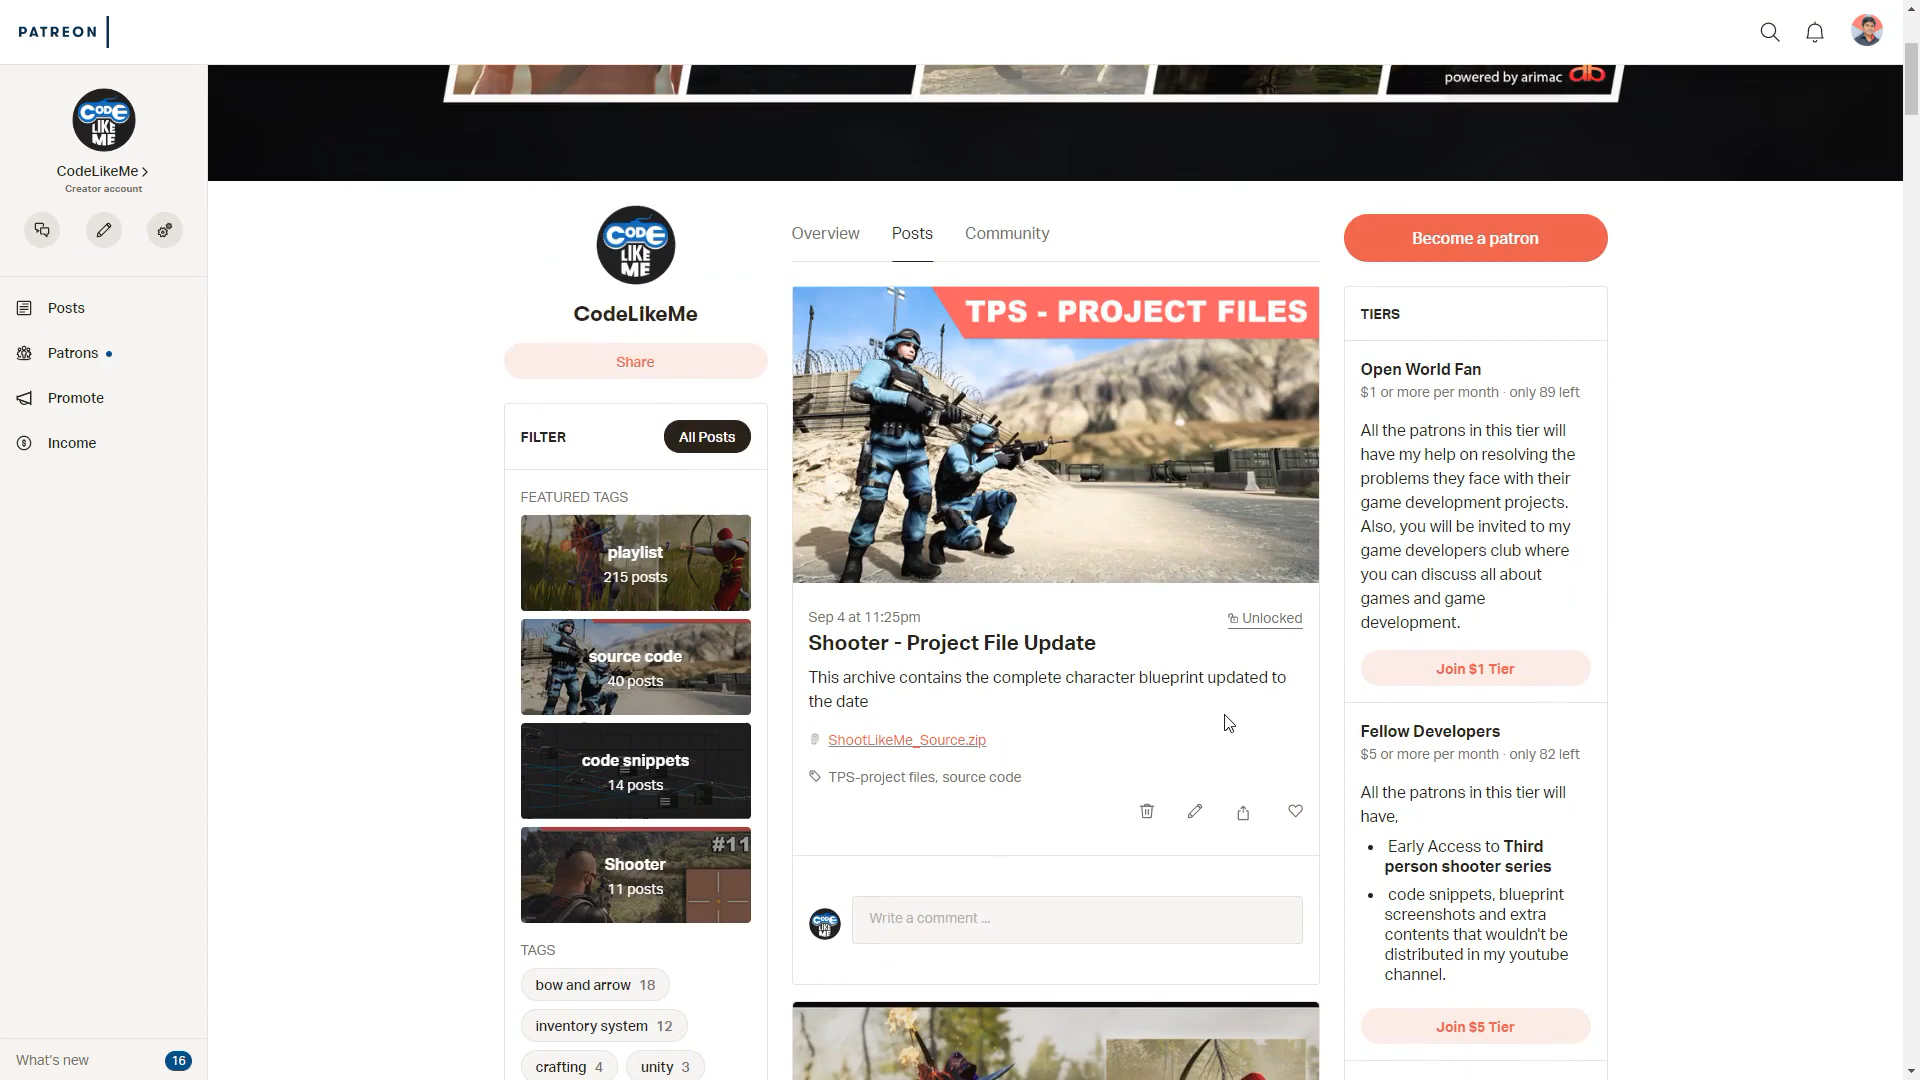 PATREON
powered by arimac
CODE
LIKE
ME
CodeLikeMe
Creator account
Posts
Patrons
Promote
Income
What's new
16
CODE
LIKE
ME
CodeLikeMe
Share
FILTER
All Posts
FEATURED TAGS
playlist
215 posts
source code
40 posts
code snippets
14 posts
#11
Shooter
11 posts
TAGS
bow and arrow 18
inventory system 12
crafting 4
unity 3
Overview
Posts
Community
TPS - PROJECT FILES
Sep 4 at 11:25pm
Unlocked
Shooter - Project File Update
This archive contains the complete character blueprint updated to
the date
ShootLikeMe_Source.zip
TPS-project files, source code
CODE
LIKE
ME
Write a comment ...
Become a patron
TIERS
Open World Fan
$1 or more per month · only 89 left
All the patrons in this tier will
have my help on resolving the
problems they face with their
game development projects.
Also, you will be invited to my
game developers club where
you can discuss all about
games and game
development.
Join $1 Tier
Fellow Developers
$5 or more per month · only 82 left
All the patrons in this tier will
have,
• Early Access to Third
person shooter series
• code snippets, blueprint
screenshots and extra
contents that wouldn't be
distributed in my youtube
channel.
Join $5 Tier